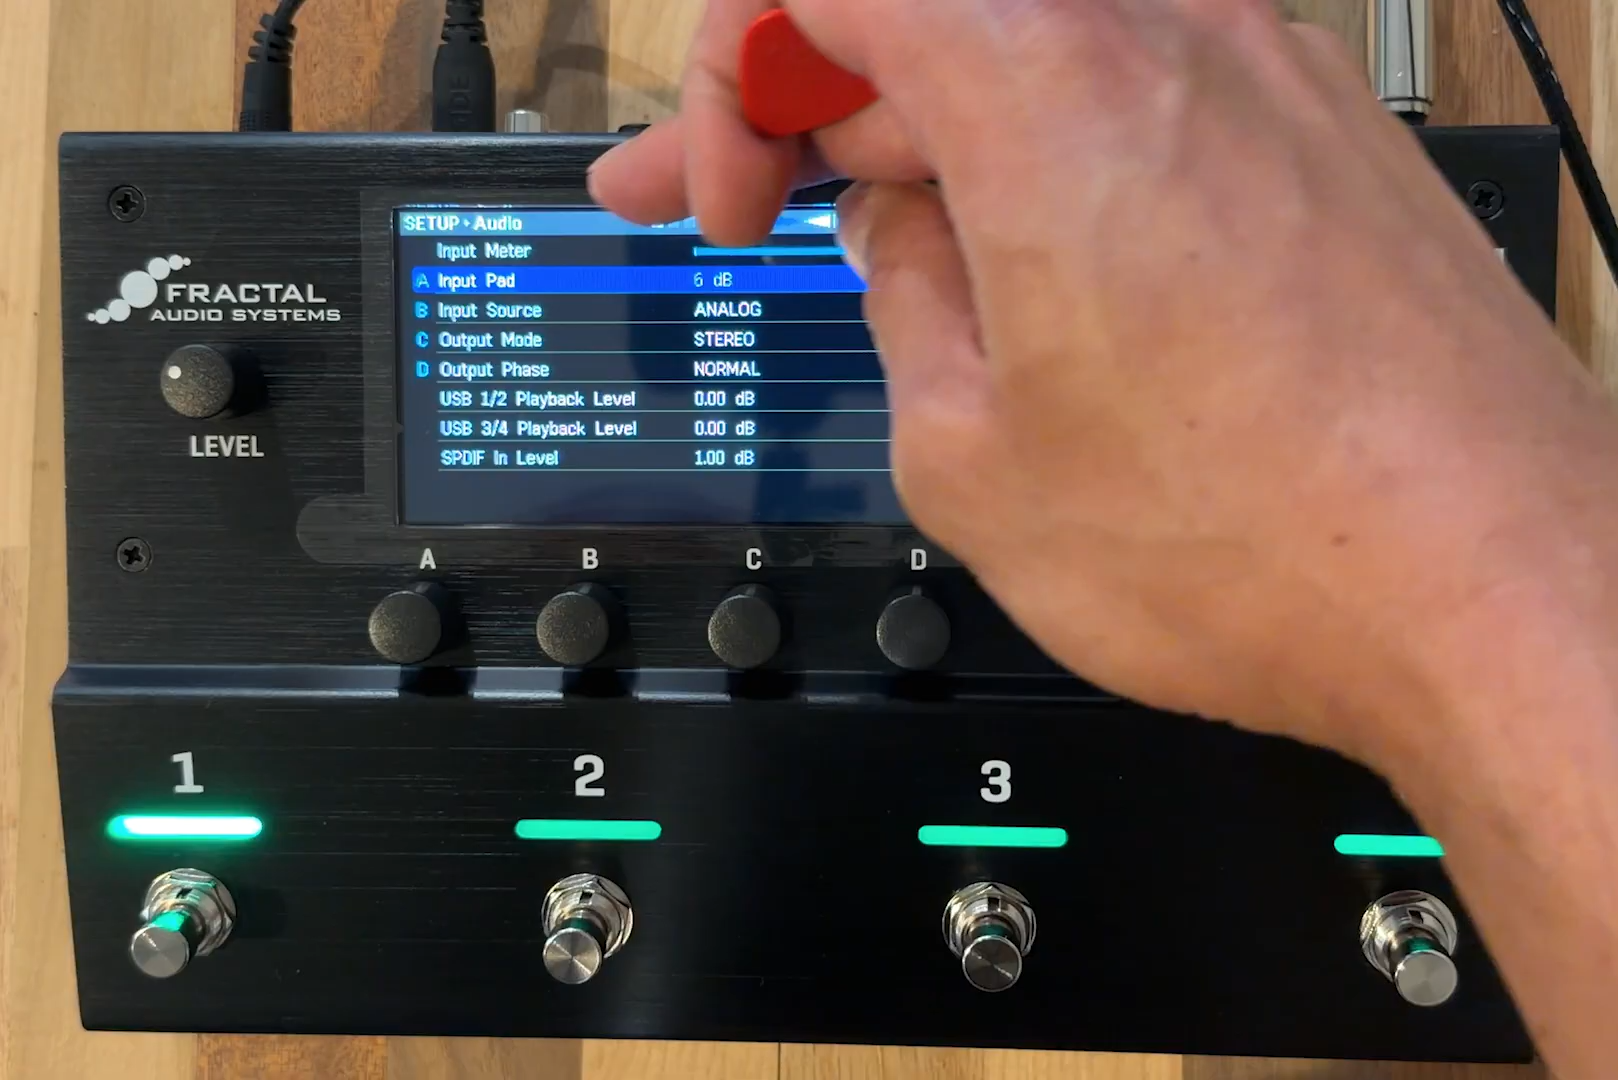 SETUP Audio
Input Meter
A Input Pad 6 dB
B Input Source ANALOG
C Output Mode STEREO
D Output Phase NORMAL
USB 1/2 Playback Level 0.00 dB
USB 3/4 Playback Level 0.00 dB
SPDIF In Level 1.00 dB
FRACTAL
AUDIO SYSTEMS
LEVEL
A B C D
1 2 3